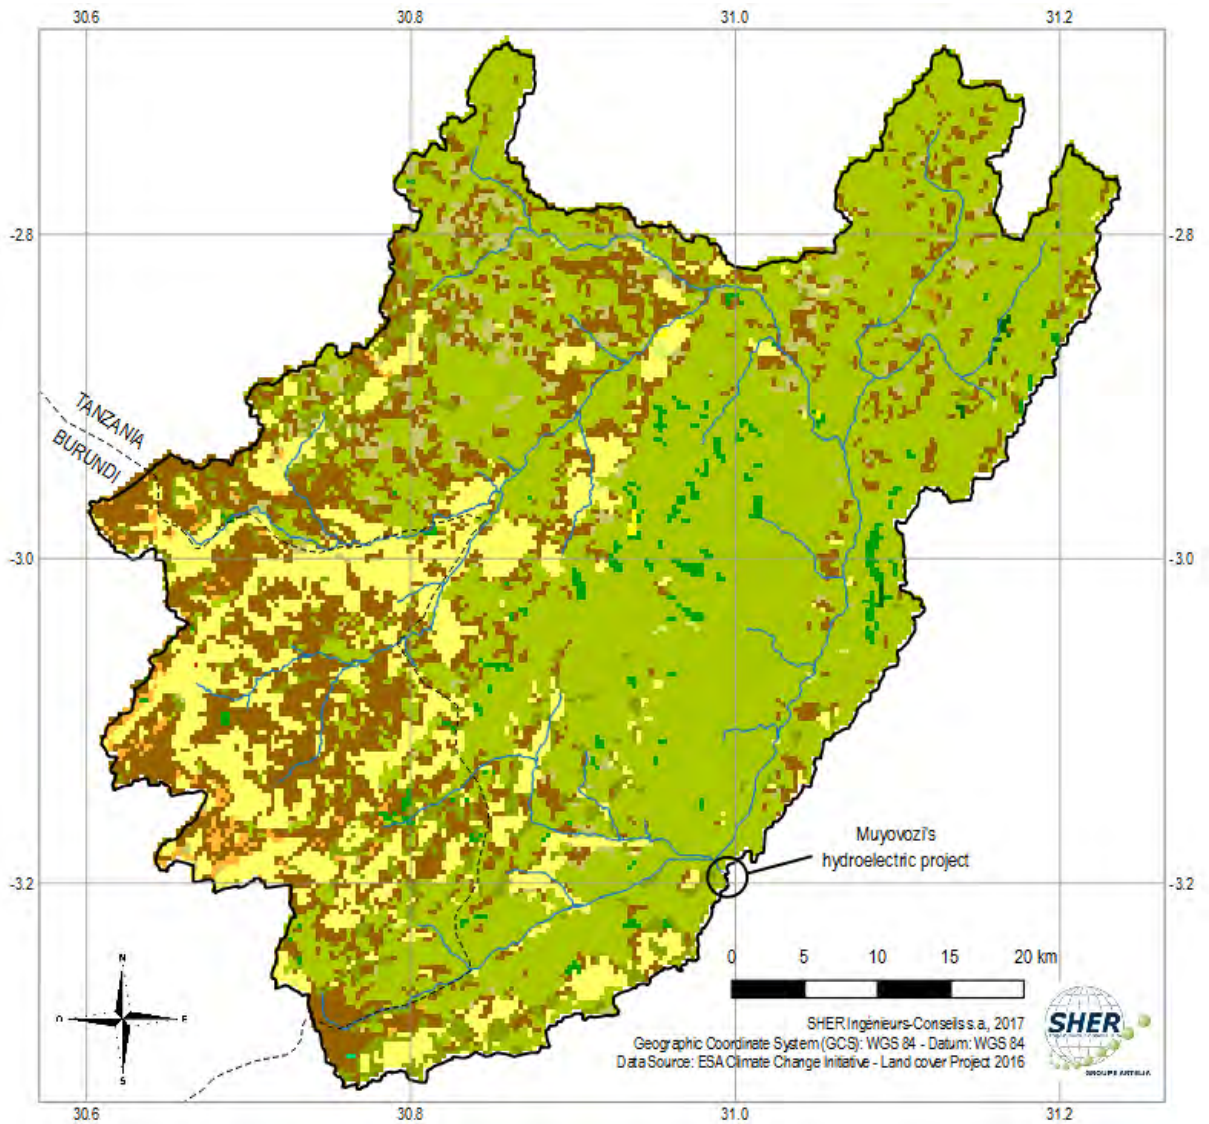 30.6 30.8 31.0 31.2
-2.8 -2.8
TANZANIA
BURUNDI
-3.0 -3.0
Muyovozi's
hydroelectric project
-3.2 -3.2
0 5 10 15 20 km
N
O E
S
SHER Ingénieurs-Conseils s.a., 2017
Geographic Coordinate System (GCS): WGS 84 - Datum: WGS 84
Data Source: ESA Climate Change Initiative - Land cover Project 2016
SHER
GROUPE ARTELIA
30.6 30.8 31.0 31.2